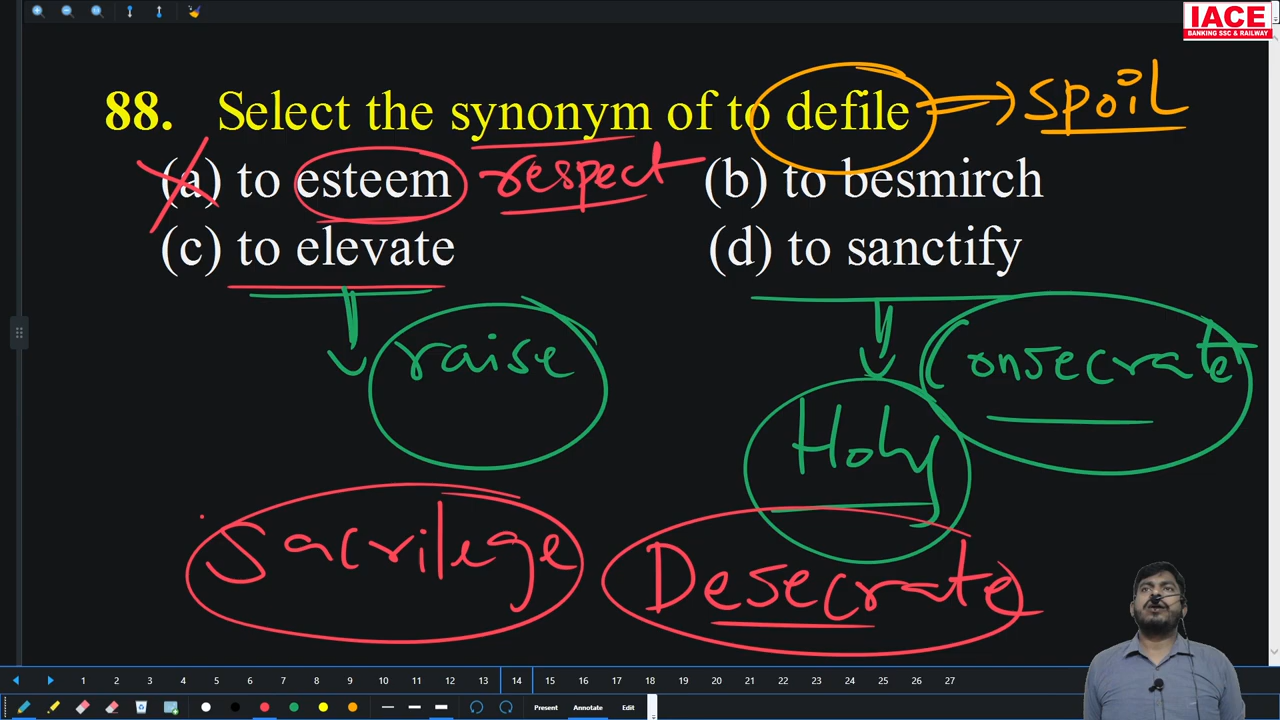 IACE
BANKING SSC & RAILWAY
88. Select the synonym of to defile => spoil
(a) to esteem respect (b) to besmirch
(c) to elevate (d) to sanctify
raise Consecrate
Holy
Sacrilege Desecrate
1 2 3 4 5 6 7 8 9 10 11 12 13 14 15 16 17 18 19 20 21 22 23 24 25 26 27
Present Annotate Edit